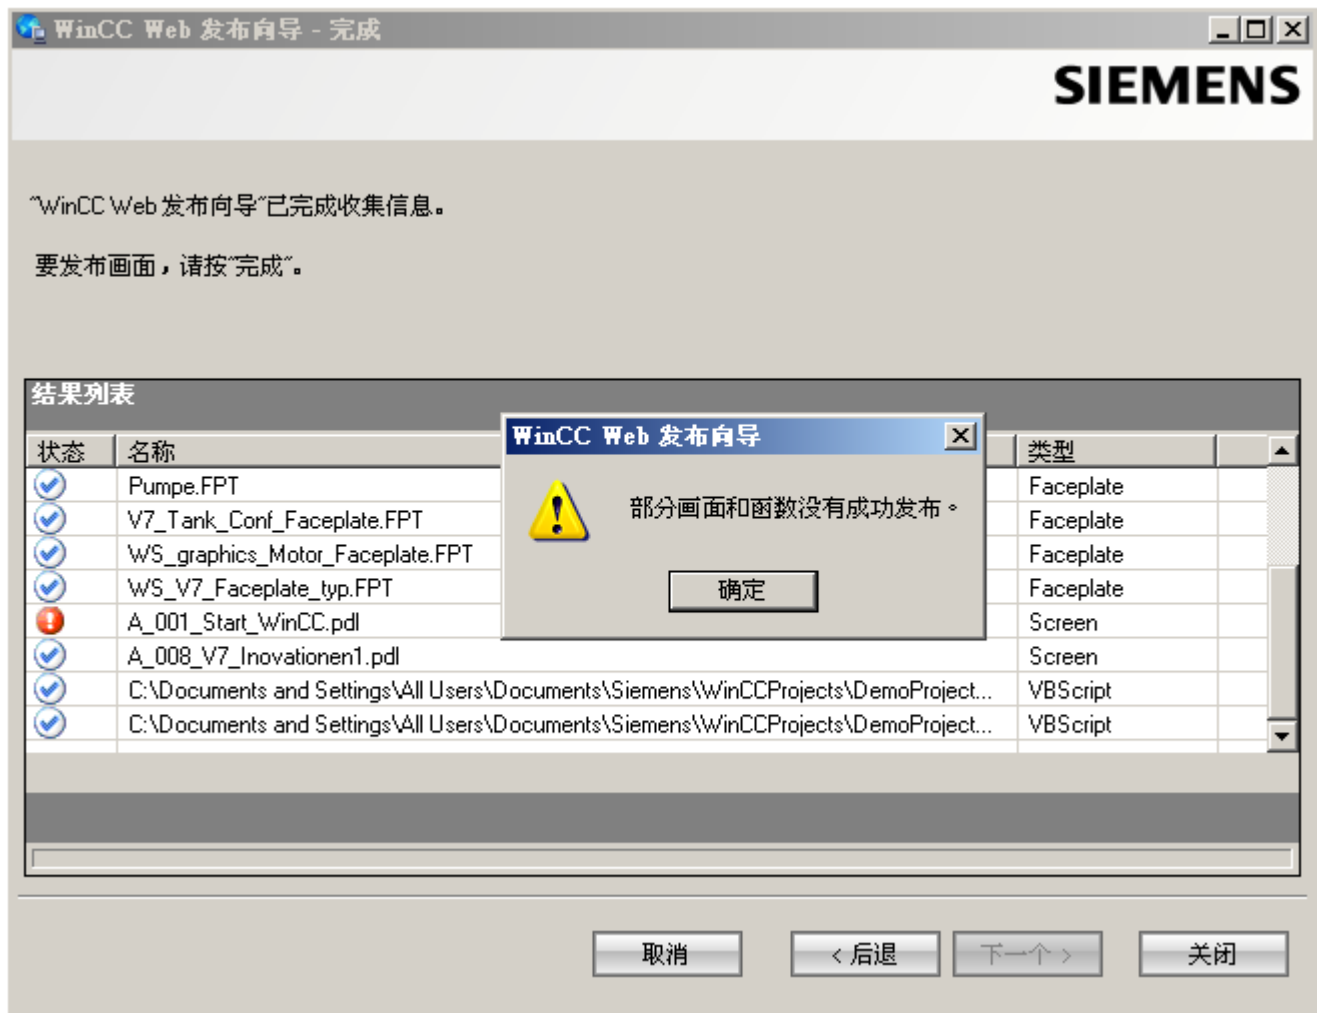 WinCC Web 发布向导 - 完成
SIEMENS
"WinCC Web 发布向导"已完成收集信息。
要发布画面，请按"完成"。
结果列表
状态 名称 类型
Pumpe.FPT Faceplate
V7_Tank_Conf_Faceplate.FPT Faceplate
WS_graphics_Motor_Faceplate.FPT Faceplate
WS_V7_Faceplate_typ.FPT Faceplate
A_001_Start_WinCC.pdl Screen
A_008_V7_Inovationen1.pdl Screen
C:\Documents and Settings\All Users\Documents\Siemens\WinCCProjects\DemoProject... VBScript
C:\Documents and Settings\All Users\Documents\Siemens\WinCCProjects\DemoProject... VBScript
WinCC Web 发布向导
部分画面和函数没有成功发布。
确定
取消 < 后退 下一个 > 关闭